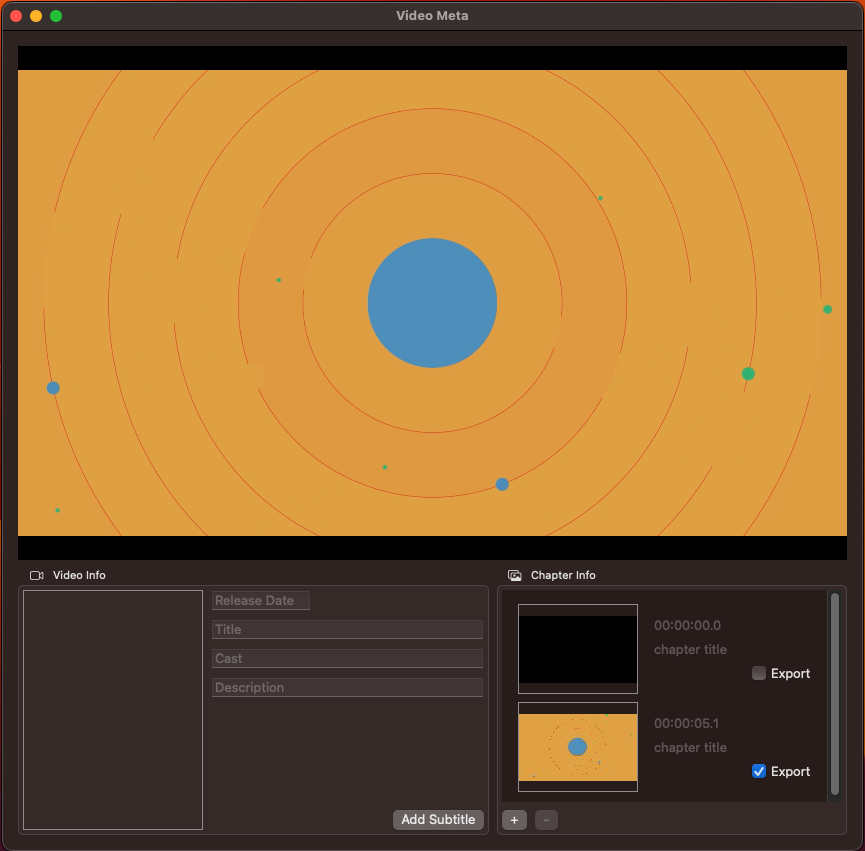 Video Meta
Video Info
Release Date
Title
Cast
Description
Add Subtitle
Chapter Info
00:00:00.0
chapter title
Export
00:00:05.1
chapter title
Export
+
-